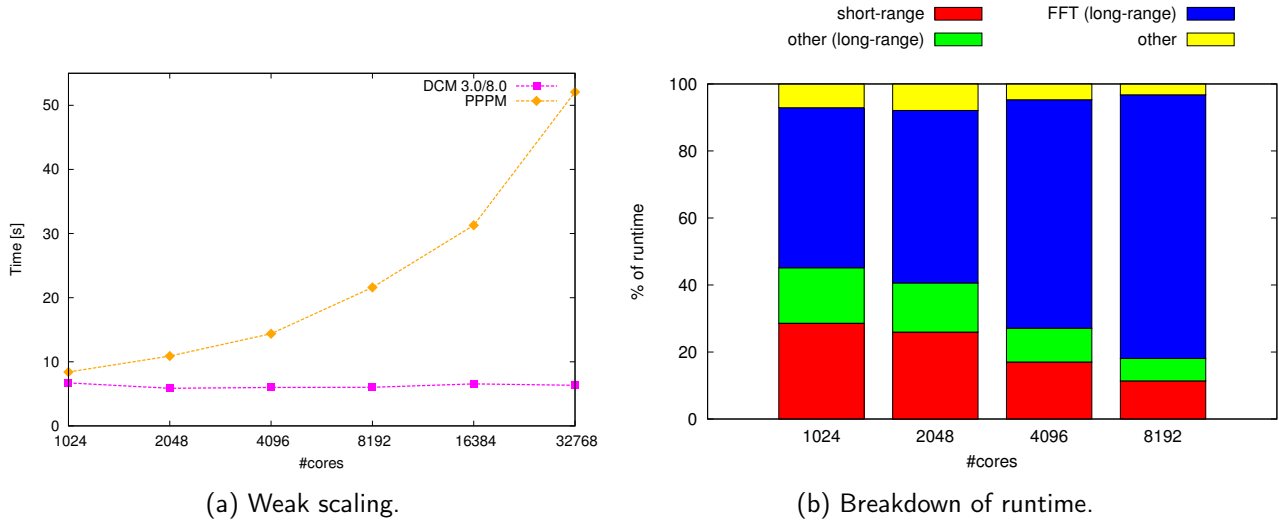 DCM 3.0/8.0
PPPM
50
40
30
20
10
0
Time [s]
1024 2048 4096 8192 16384 32768
#cores
(a) Weak scaling.
short-range FFT (long-range)
other (long-range) other
100
80
60
40
20
0
% of runtime
1024 2048 4096 8192
#cores
(b) Breakdown of runtime.